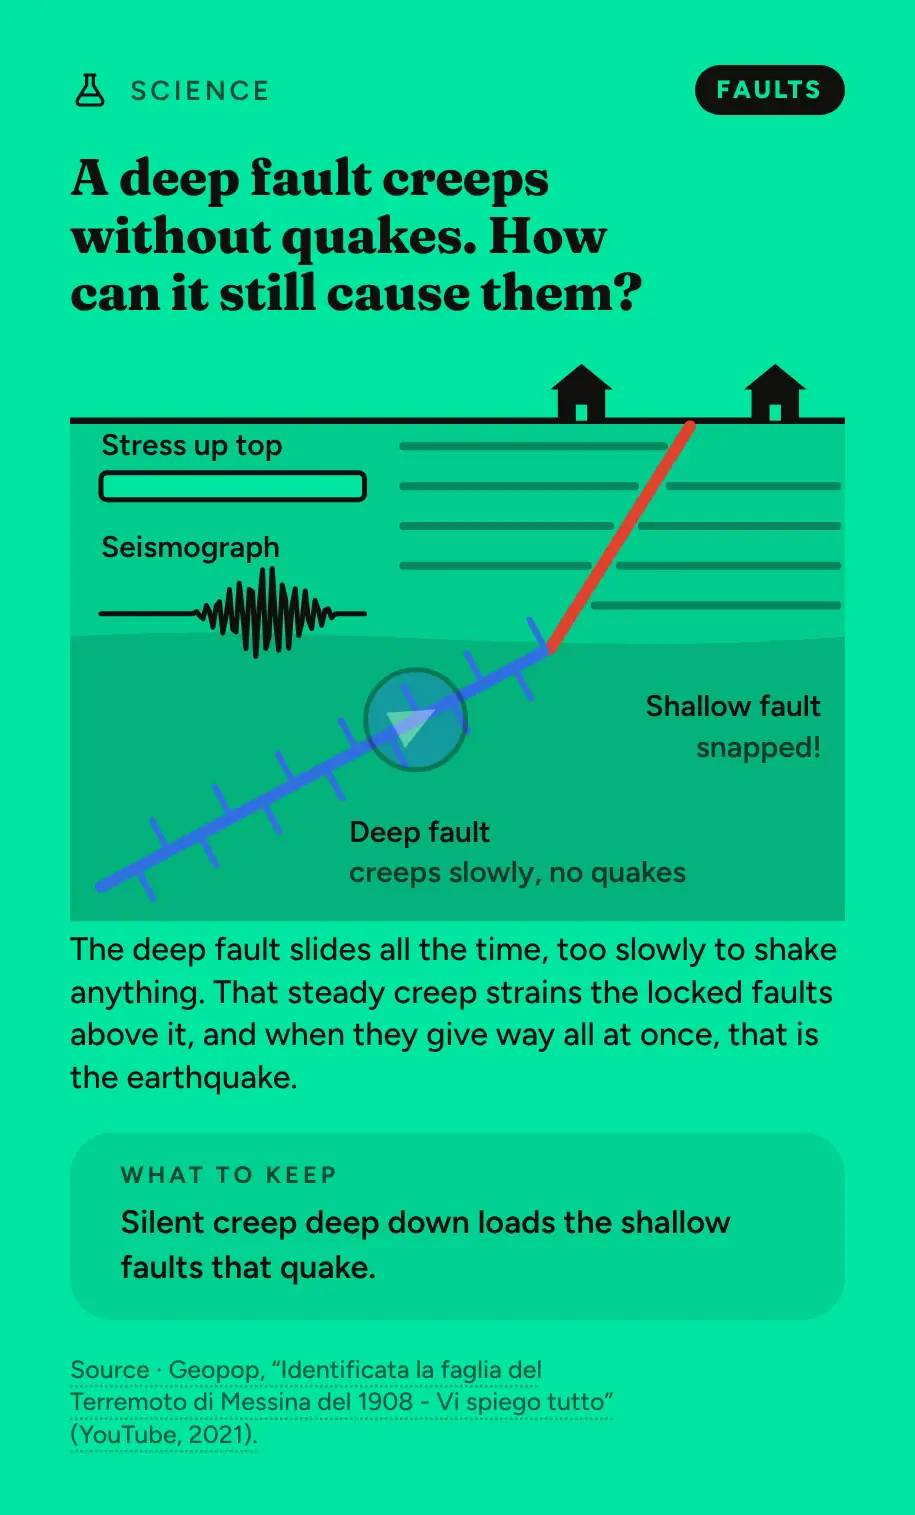 SCIENCE
FAULTS
A deep fault creeps
without quakes. How
can it still cause them?
Stress up top
Seismograph
Shallow fault
snapped!
Deep fault
creeps slowly, no quakes
The deep fault slides all the time, too slowly to shake
anything. That steady creep strains the locked faults
above it, and when they give way all at once, that is
the earthquake.
WHAT TO KEEP
Silent creep deep down loads the shallow
faults that quake.
Source · Geopop, “Identificata la faglia del
Terremoto di Messina del 1908 - Vi spiego tutto”
(YouTube, 2021).